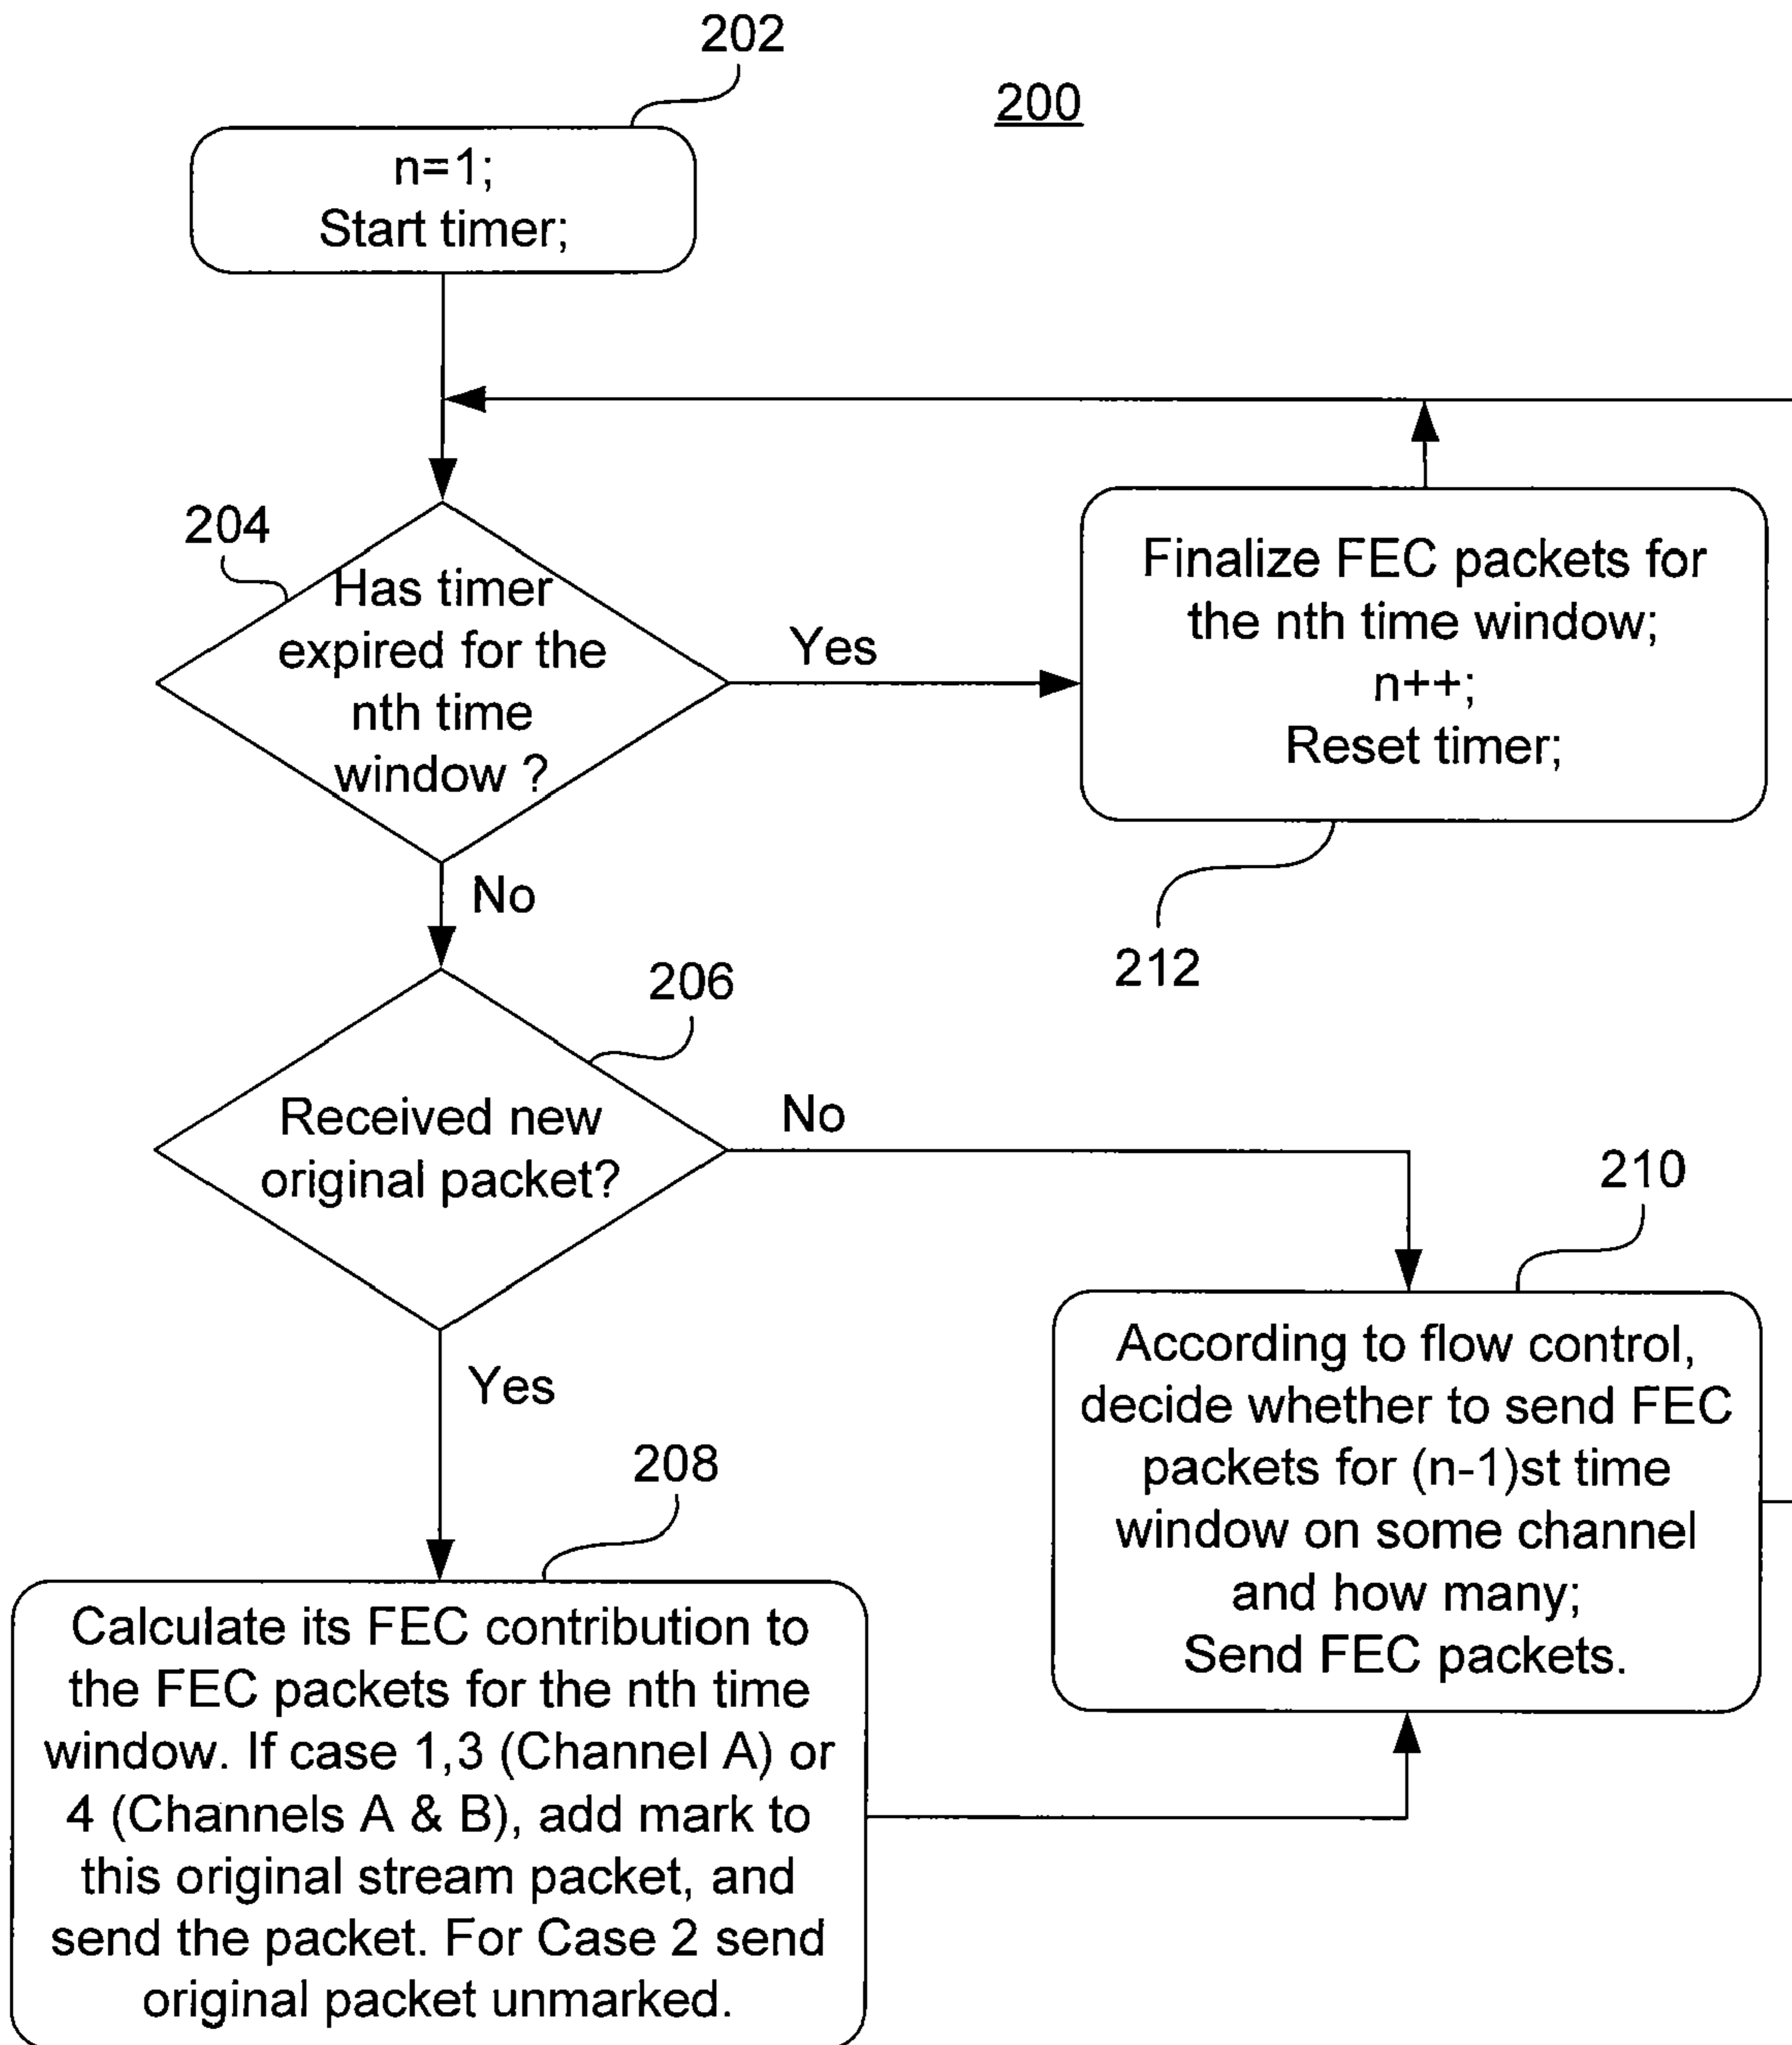 202
200
n=1;
Start timer;
204
Has timer
expired for the
nth time
window ?
Yes
Finalize FEC packets for
the nth time window;
n++;
Reset timer;
No
212
206
Received new
original packet?
No
210
Yes
According to flow control,
decide whether to send FEC
packets for (n-1)st time
window on some channel
and how many;
Send FEC packets.
208
Calculate its FEC contribution to
the FEC packets for the nth time
window. If case 1,3 (Channel A) or
4 (Channels A & B), add mark to
this original stream packet, and
send the packet. For Case 2 send
original packet unmarked.